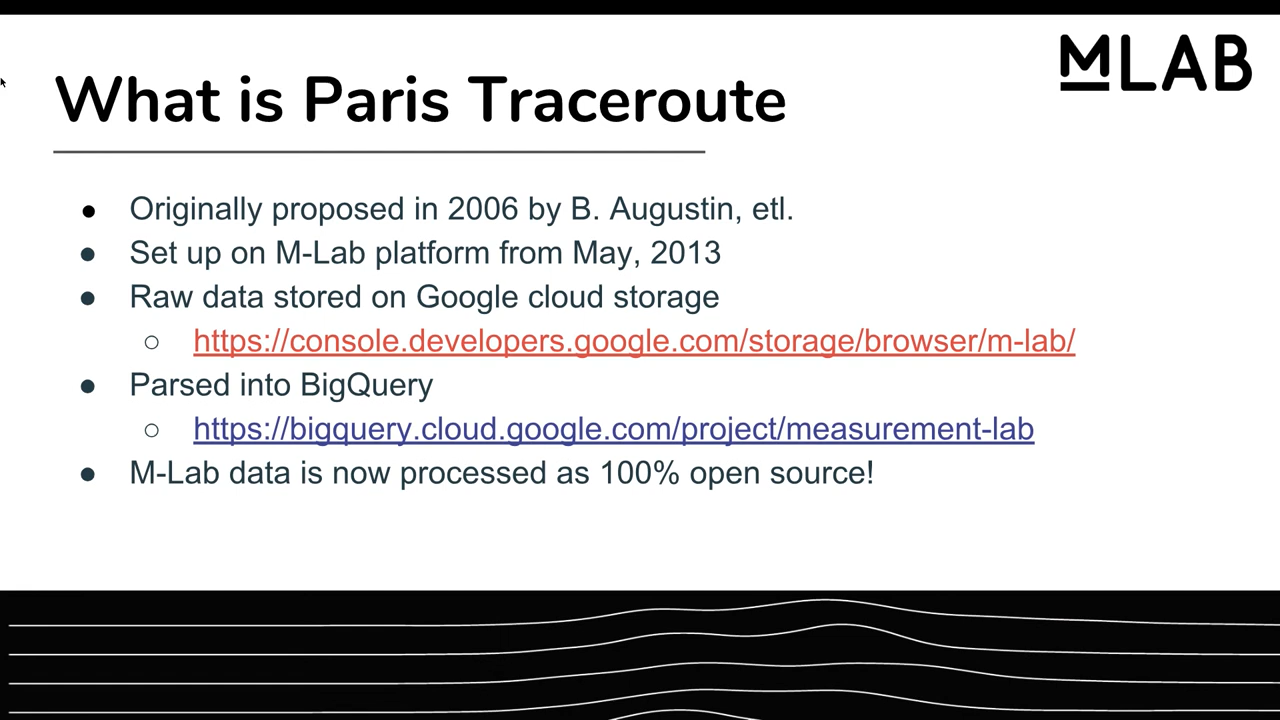 MLAB
What is Paris Traceroute
Originally proposed in 2006 by B. Augustin, etl.
Set up on M-Lab platform from May, 2013
Raw data stored on Google cloud storage
https://console.developers.google.com/storage/browser/m-lab/
Parsed into BigQuery
https://bigquery.cloud.google.com/project/measurement-lab
M-Lab data is now processed as 100% open source!